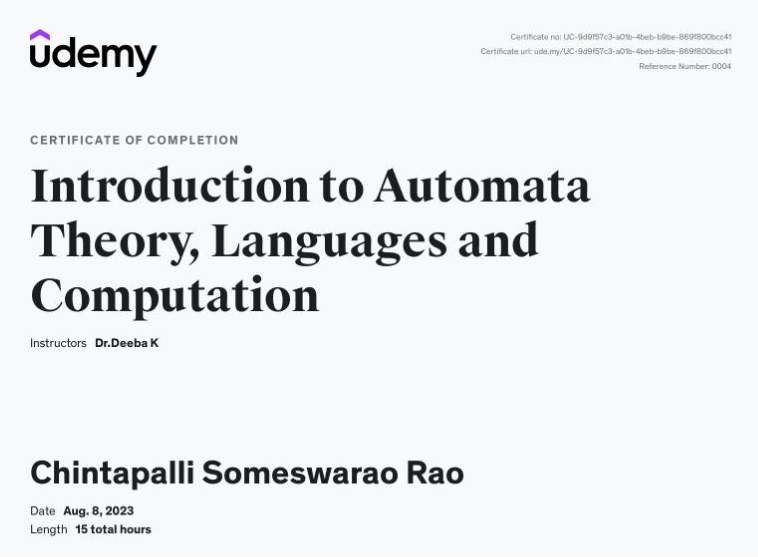 udemy
Certificate no: UC-9d9f57c3-a01b-4beb-b9be-869f800bcc41
Certificate url: ude.my/UC-9d9f57c3-a01b-4beb-b9be-869f800bcc41
Reference Number: 0004
CERTIFICATE OF COMPLETION
Introduction to Automata
Theory, Languages and
Computation
Instructors Dr.Deeba K
Chintapalli Someswarao Rao
Date Aug. 8, 2023
Length 15 total hours